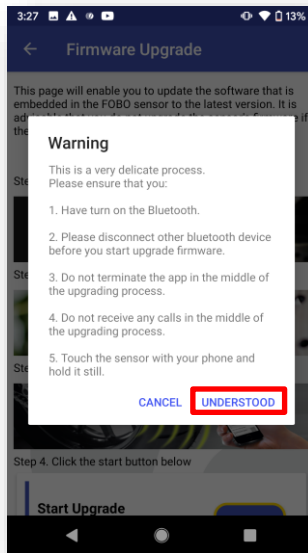 3:27
13%
Firmware Upgrade
This page will enable you to update the software that is
embedded in the FOBO sensor to the latest version. It is
Warning
This is a very delicate process.
Please ensure that you:
1. Have turn on the Bluetooth.
2. Please disconnect other bluetooth device
before you start upgrade firmware.
3. Do not terminate the app in the middle of
the upgrading process.
4. Do not receive any calls in the middle of
the upgrading process.
5. Touch the sensor with your phone and
hold it still.
CANCEL UNDERSTOOD
Step 4. Click the start button below
Start Upgrade